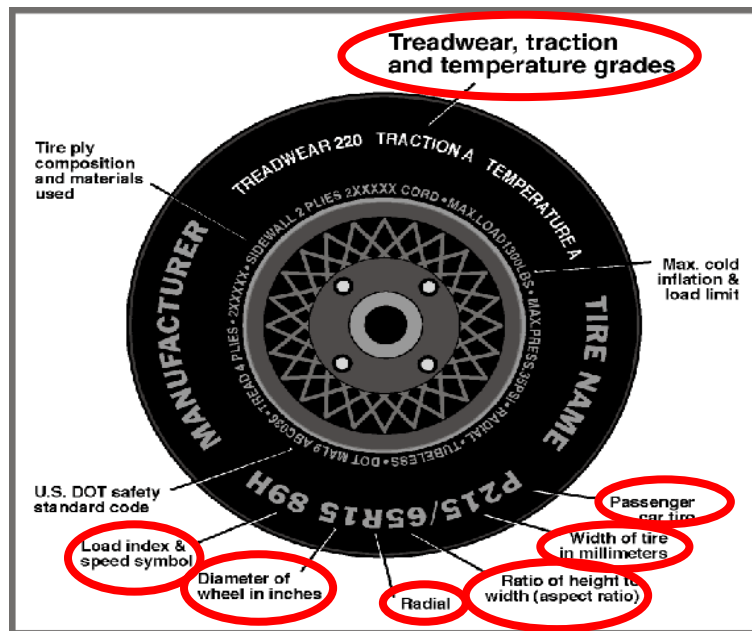 Treadwear, traction
and temperature grades
Tire ply
composition
and materials
used
TREADWEAR 220 TRACTION A TEMPERATURE A
SIDEWALL 2 PLIES 2XXXXX CORD • MAX.LOAD 1300LBS • MAX.PRESS.35PSI • RADIAL • TUBELESS • DOT MAL9 ABC036 • TREAD 4 PLIES • 2XXXXX •
Max. cold
inflation &
load limit
MANUFACTURER
TIRE NAME
U.S. DOT safety
standard code
P215/65R15 89H
Passenger
car tire
Load index &
speed symbol
Width of tire
in millimeters
Diameter of
wheel in inches
Radial
Ratio of height to
width (aspect ratio)